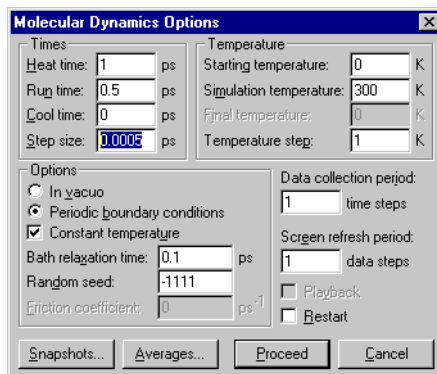 Molecular Dynamics Options
Times
Heat time: 1 ps
Run time: 0.5 ps
Cool time: 0 ps
Step size: 0.0005 ps
Temperature
Starting temperature: 0 K
Simulation temperature: 300 K
Final temperature: 0 K
Temperature step: 1 K
Options
In vacuo
Periodic boundary conditions
Constant temperature
Bath relaxation time: 0.1 ps
Random seed: -1111
Friction coefficient: 0 ps⁻¹
Data collection period:
1 time steps
Screen refresh period:
1 data steps
Playback
Restart
Snapshots... Averages... Proceed Cancel